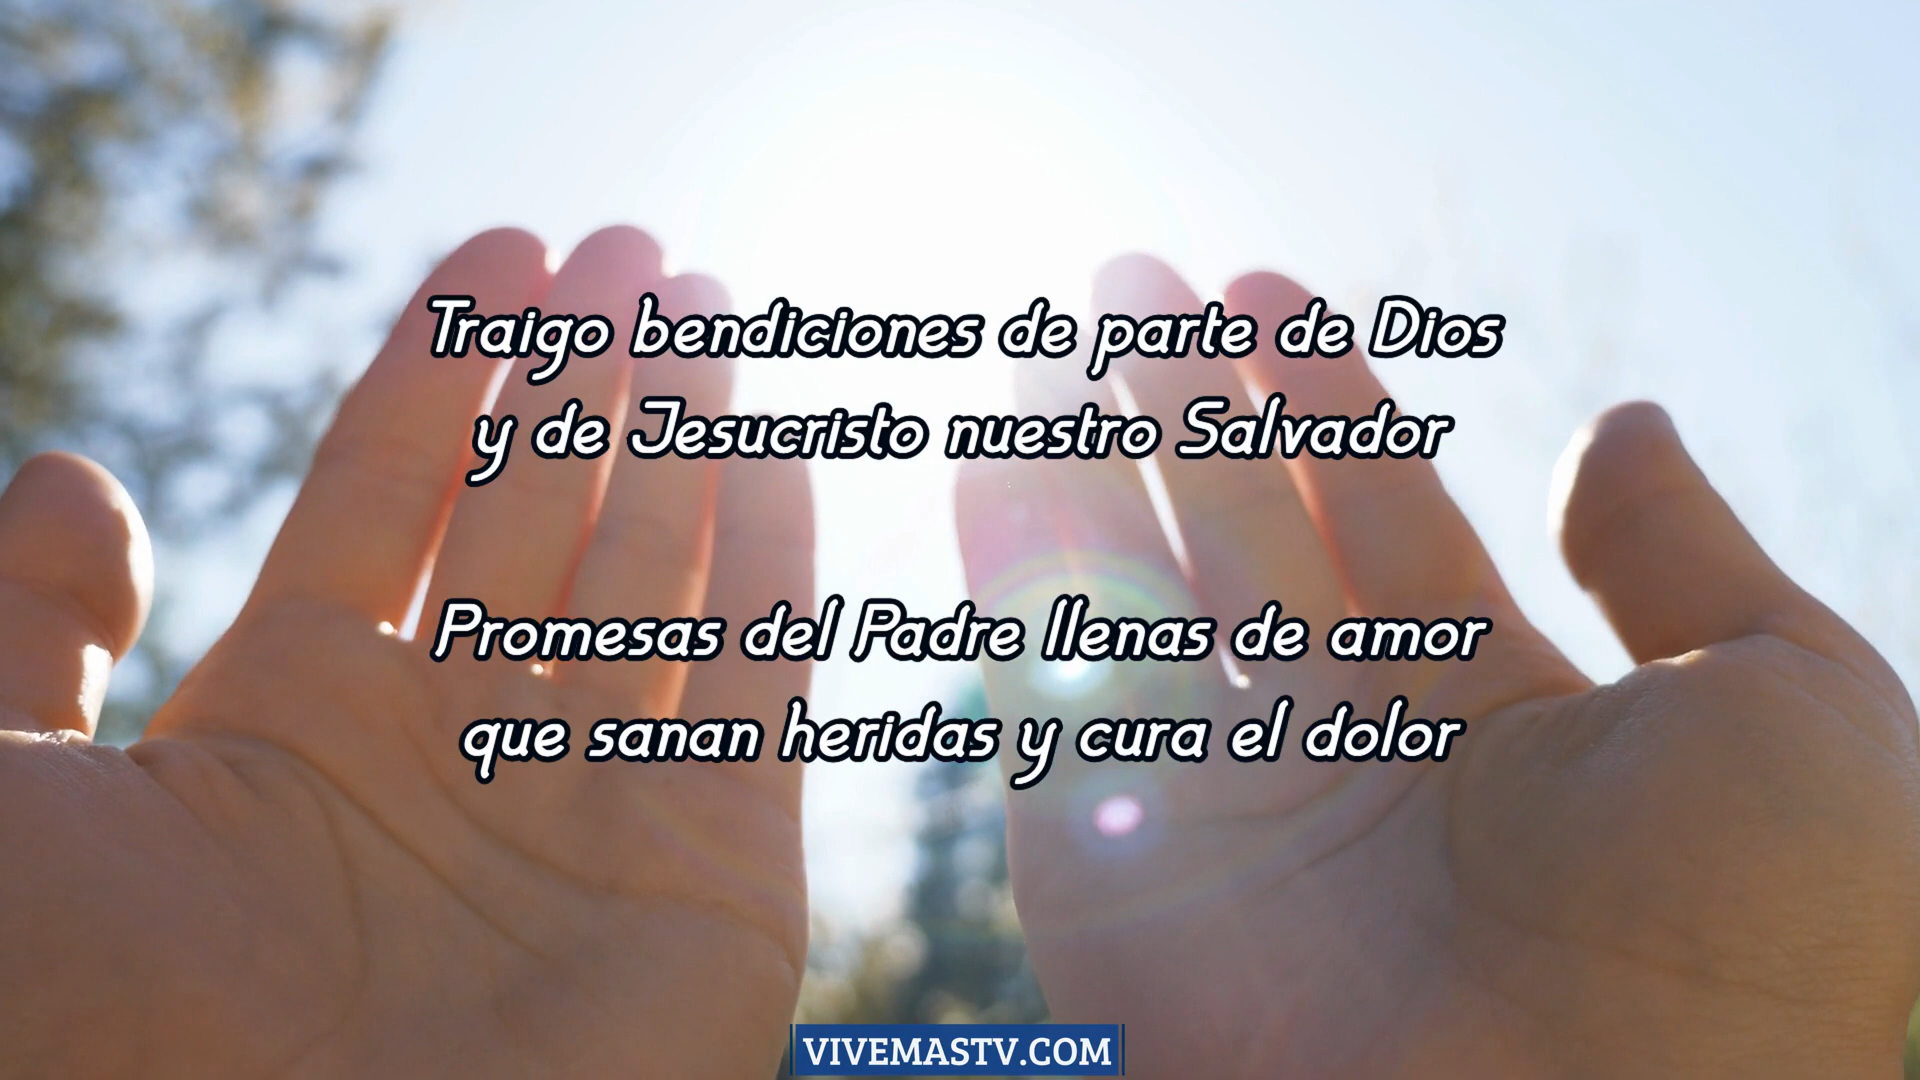 Traigo bendiciones de parte de Dios
y de Jesucristo nuestro Salvador
Promesas del Padre llenas de amor
que sanan heridas y cura el dolor
VIVEMASTV.COM